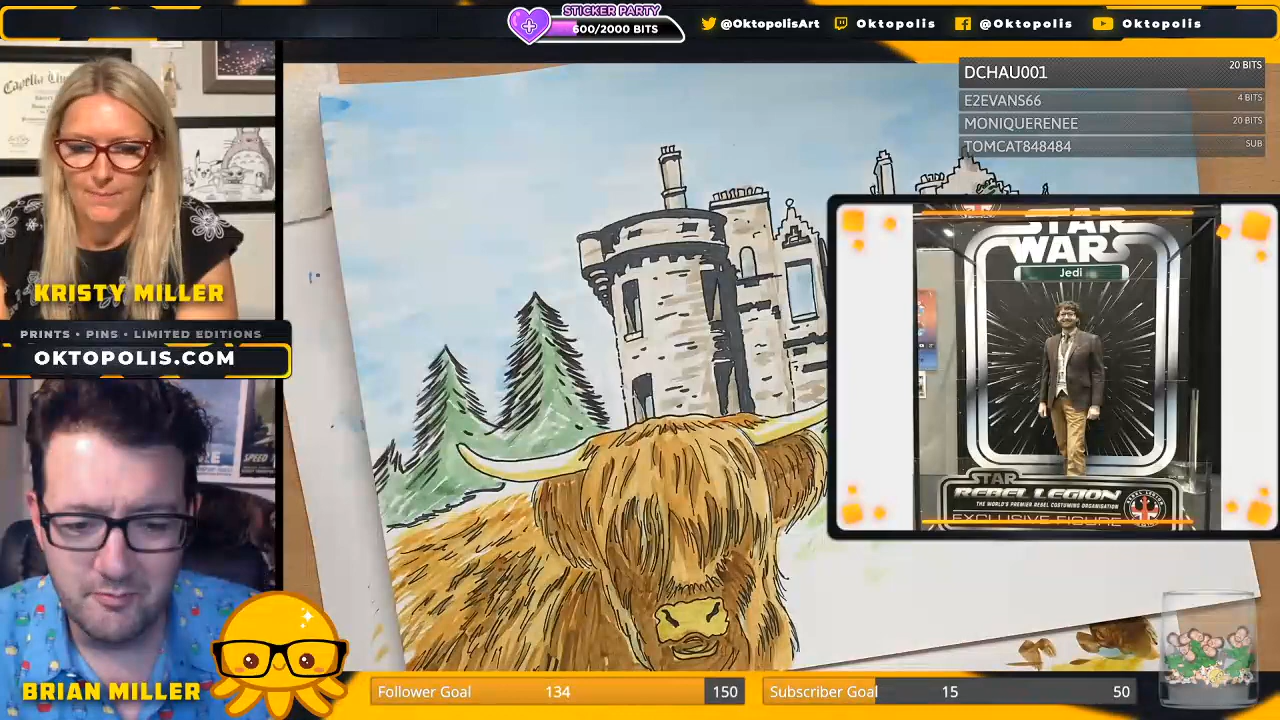 STICKER PARTY
600/2000 BITS
@OktopolisArt
Oktopolis
@Oktopolis
Oktopolis
DCHAU001
20 BITS
E2EVANS66
4 BITS
MONIQUERENEE
20 BITS
TOMCAT848484
SUB
KRISTY MILLER
PRINTS • PINS • LIMITED EDITIONS
OKTOPOLIS.COM
STAR
WARS
Jedi
STAR
REBEL LEGION
THE WORLD'S PREMIER REBEL COSTUMING ORGANISATION
EXCLUSIVE FIGURE
SPEED
BRIAN MILLER
Follower Goal
134
150
Subscriber Goal
15
50